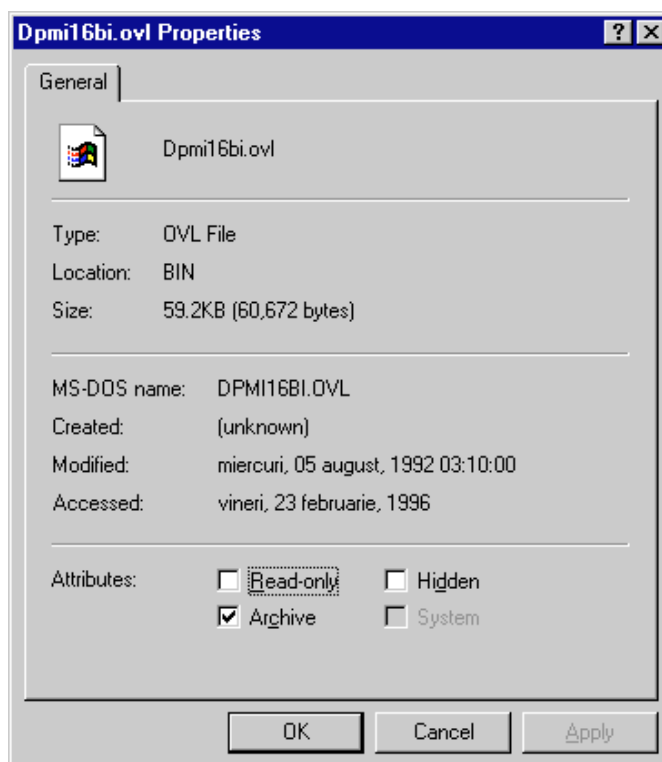 Dpmi16bi.ovl Properties
General
Dpmi16bi.ovl
Type: OVL File
Location: BIN
Size: 59.2KB (60,672 bytes)
MS-DOS name: DPMI16BI.OVL
Created: (unknown)
Modified: miercuri, 05 august, 1992 03:10:00
Accessed: vineri, 23 februarie, 1996
Attributes: Read-only Hidden
Archive System
OK Cancel Apply